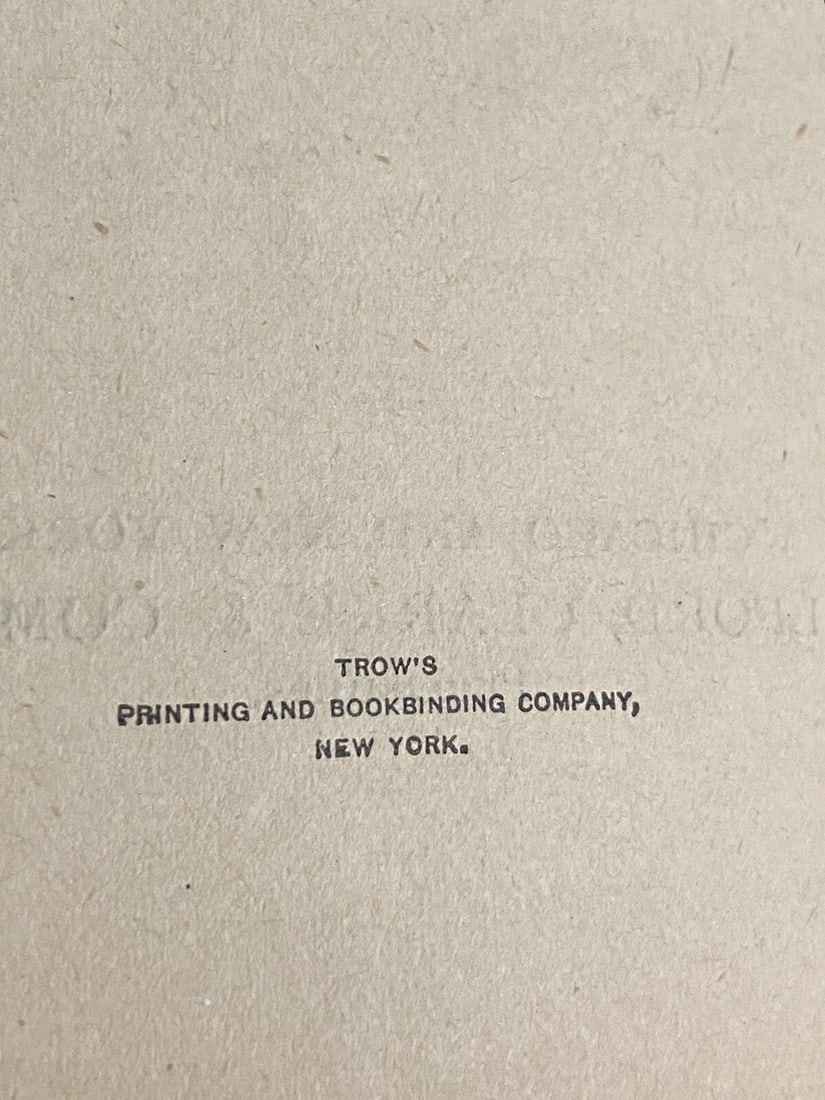 TROW'S
PRINTING AND BOOKBINDING COMPANY,
NEW YORK.